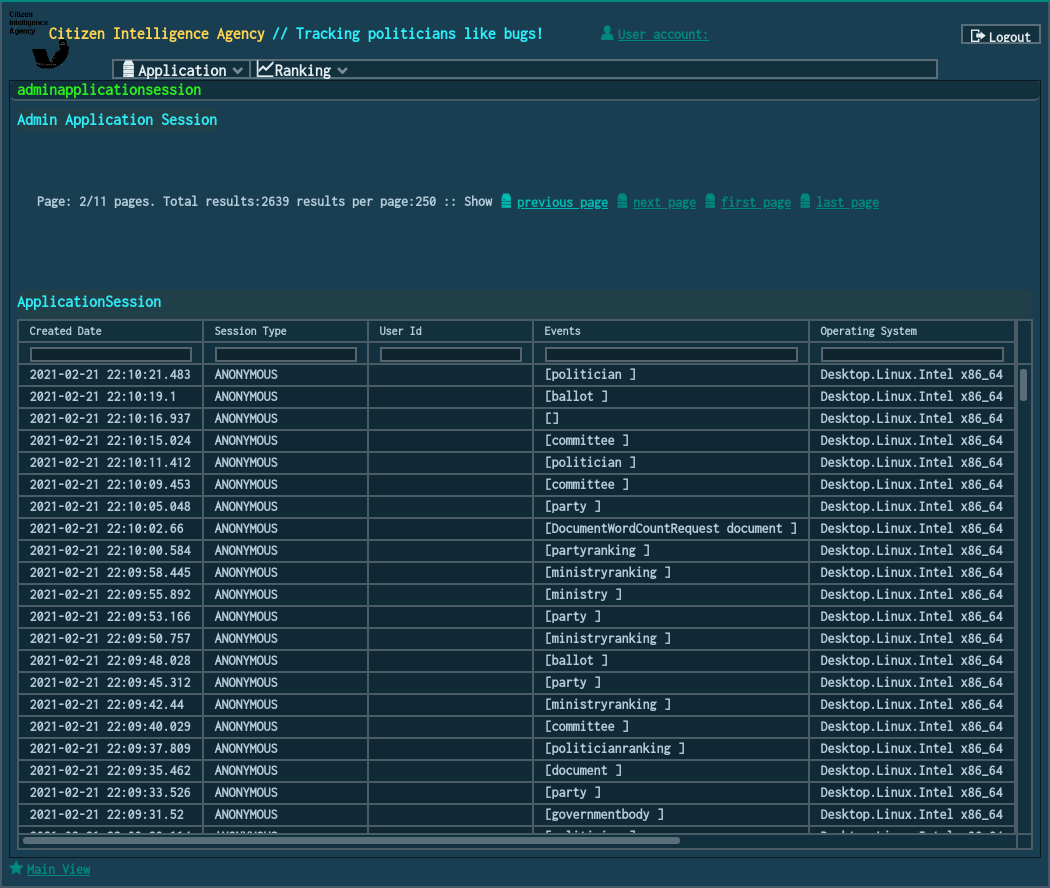 Citizen
Intelligence
Agency
Citizen Intelligence Agency // Tracking politicians like bugs!
User account:
Logout
Application
Ranking
adminapplicationsession
Admin Application Session
Page: 2/11 pages. Total results:2639 results per page:250 :: Show previous page next page first page last page
ApplicationSession
Created Date Session Type User Id Events Operating System
2021-02-21 22:10:21.483 ANONYMOUS [politician ] Desktop.Linux.Intel x86_64
2021-02-21 22:10:19.1 ANONYMOUS [ballot ] Desktop.Linux.Intel x86_64
2021-02-21 22:10:16.937 ANONYMOUS [] Desktop.Linux.Intel x86_64
2021-02-21 22:10:15.024 ANONYMOUS [committee ] Desktop.Linux.Intel x86_64
2021-02-21 22:10:11.412 ANONYMOUS [politician ] Desktop.Linux.Intel x86_64
2021-02-21 22:10:09.453 ANONYMOUS [committee ] Desktop.Linux.Intel x86_64
2021-02-21 22:10:05.048 ANONYMOUS [party ] Desktop.Linux.Intel x86_64
2021-02-21 22:10:02.66 ANONYMOUS [DocumentWordCountRequest document ] Desktop.Linux.Intel x86_64
2021-02-21 22:10:00.584 ANONYMOUS [partyranking ] Desktop.Linux.Intel x86_64
2021-02-21 22:09:58.445 ANONYMOUS [ministryranking ] Desktop.Linux.Intel x86_64
2021-02-21 22:09:55.892 ANONYMOUS [ministry ] Desktop.Linux.Intel x86_64
2021-02-21 22:09:53.166 ANONYMOUS [party ] Desktop.Linux.Intel x86_64
2021-02-21 22:09:50.757 ANONYMOUS [ministryranking ] Desktop.Linux.Intel x86_64
2021-02-21 22:09:48.028 ANONYMOUS [ballot ] Desktop.Linux.Intel x86_64
2021-02-21 22:09:45.312 ANONYMOUS [party ] Desktop.Linux.Intel x86_64
2021-02-21 22:09:42.44 ANONYMOUS [ministryranking ] Desktop.Linux.Intel x86_64
2021-02-21 22:09:40.029 ANONYMOUS [committee ] Desktop.Linux.Intel x86_64
2021-02-21 22:09:37.809 ANONYMOUS [politicianranking ] Desktop.Linux.Intel x86_64
2021-02-21 22:09:35.462 ANONYMOUS [document ] Desktop.Linux.Intel x86_64
2021-02-21 22:09:33.526 ANONYMOUS [party ] Desktop.Linux.Intel x86_64
2021-02-21 22:09:31.52 ANONYMOUS [governmentbody ] Desktop.Linux.Intel x86_64
Main View